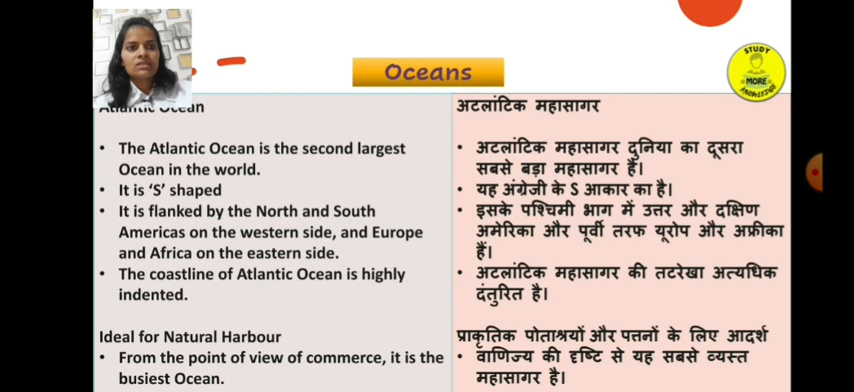 Oceans
STUDY
MORE
KNOWLEDGE
Atlantic Ocean
• The Atlantic Ocean is the second largest
Ocean in the world.
• It is ‘S’ shaped
• It is flanked by the North and South
Americas on the western side, and Europe
and Africa on the eastern side.
• The coastline of Atlantic Ocean is highly
indented.
Ideal for Natural Harbour
• From the point of view of commerce, it is the
busiest Ocean.
अटलांटिक महासागर
• अटलांटिक महासागर दुनिया का दूसरा
सबसे बड़ा महासागर हैं।
• यह अंग्रेजी के S आकार का है।
• इसके पश्चिमी भाग में उत्तर और दक्षिण
अमेरिका और पूर्वी तरफ यूरोप और अफ्रीका
हैं।
• अटलांटिक महासागर की तटरेखा अत्यधिक
दंतुरित है।
प्राकृतिक पोताश्रयों और पत्तनों के लिए आदर्श
• वाणिज्य की दृष्टि से यह सबसे व्यस्त
महासागर है।